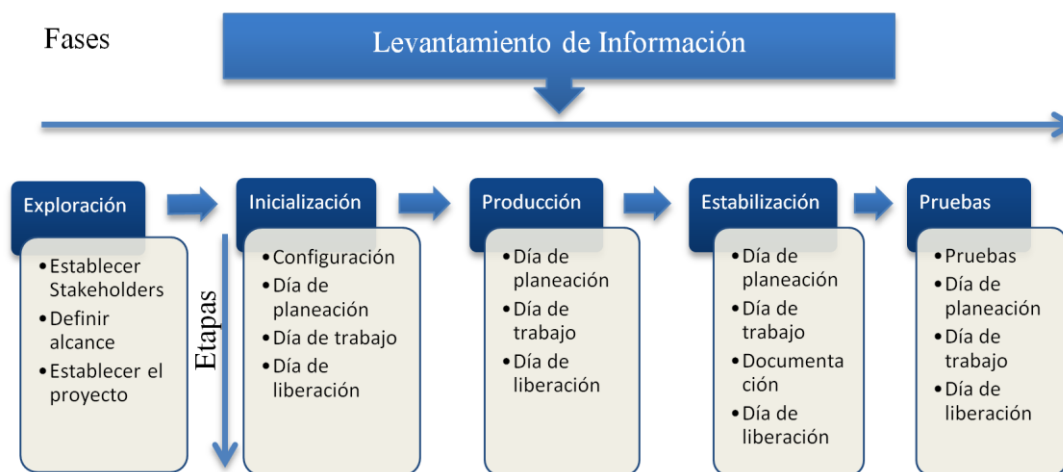 Fases
Levantamiento de Información
Exploración
•Establecer
Stakeholders
•Definir
alcance
•Establecer el
proyecto
Etapas
Inicialización
•Configuración
•Día de
planeación
•Día de trabajo
•Día de
liberación
Producción
•Día de
planeación
•Día de
trabajo
•Día de
liberación
Estabilización
•Día de
planeación
•Día de
trabajo
•Documenta
ción
•Día de
liberación
Pruebas
•Pruebas
•Día de
planeación
•Día de
trabajo
•Día de
liberación